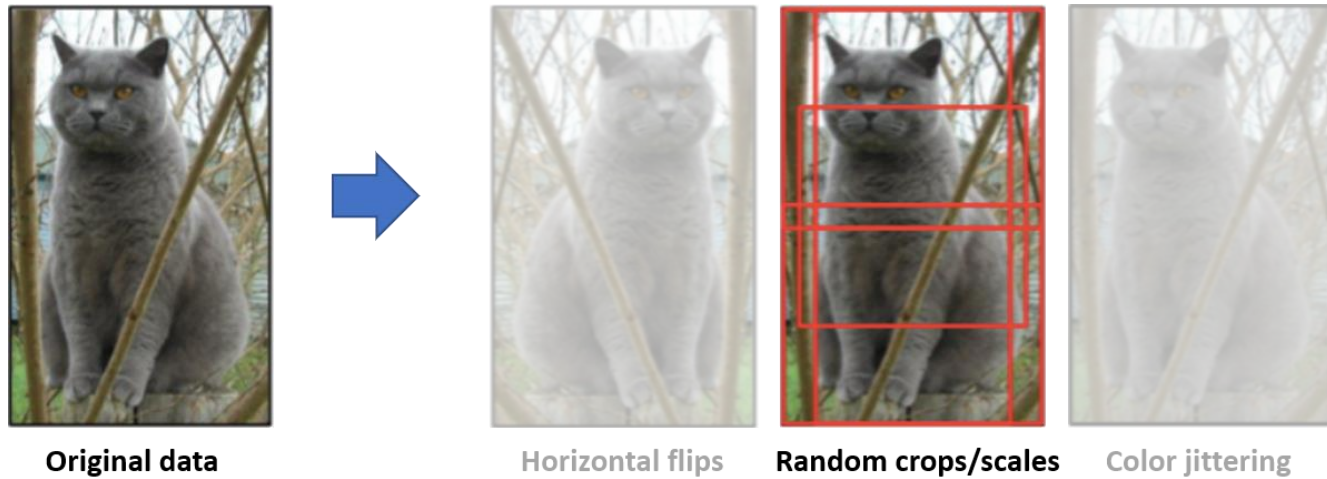 Original data
Horizontal flips
Random crops/scales
Color jittering